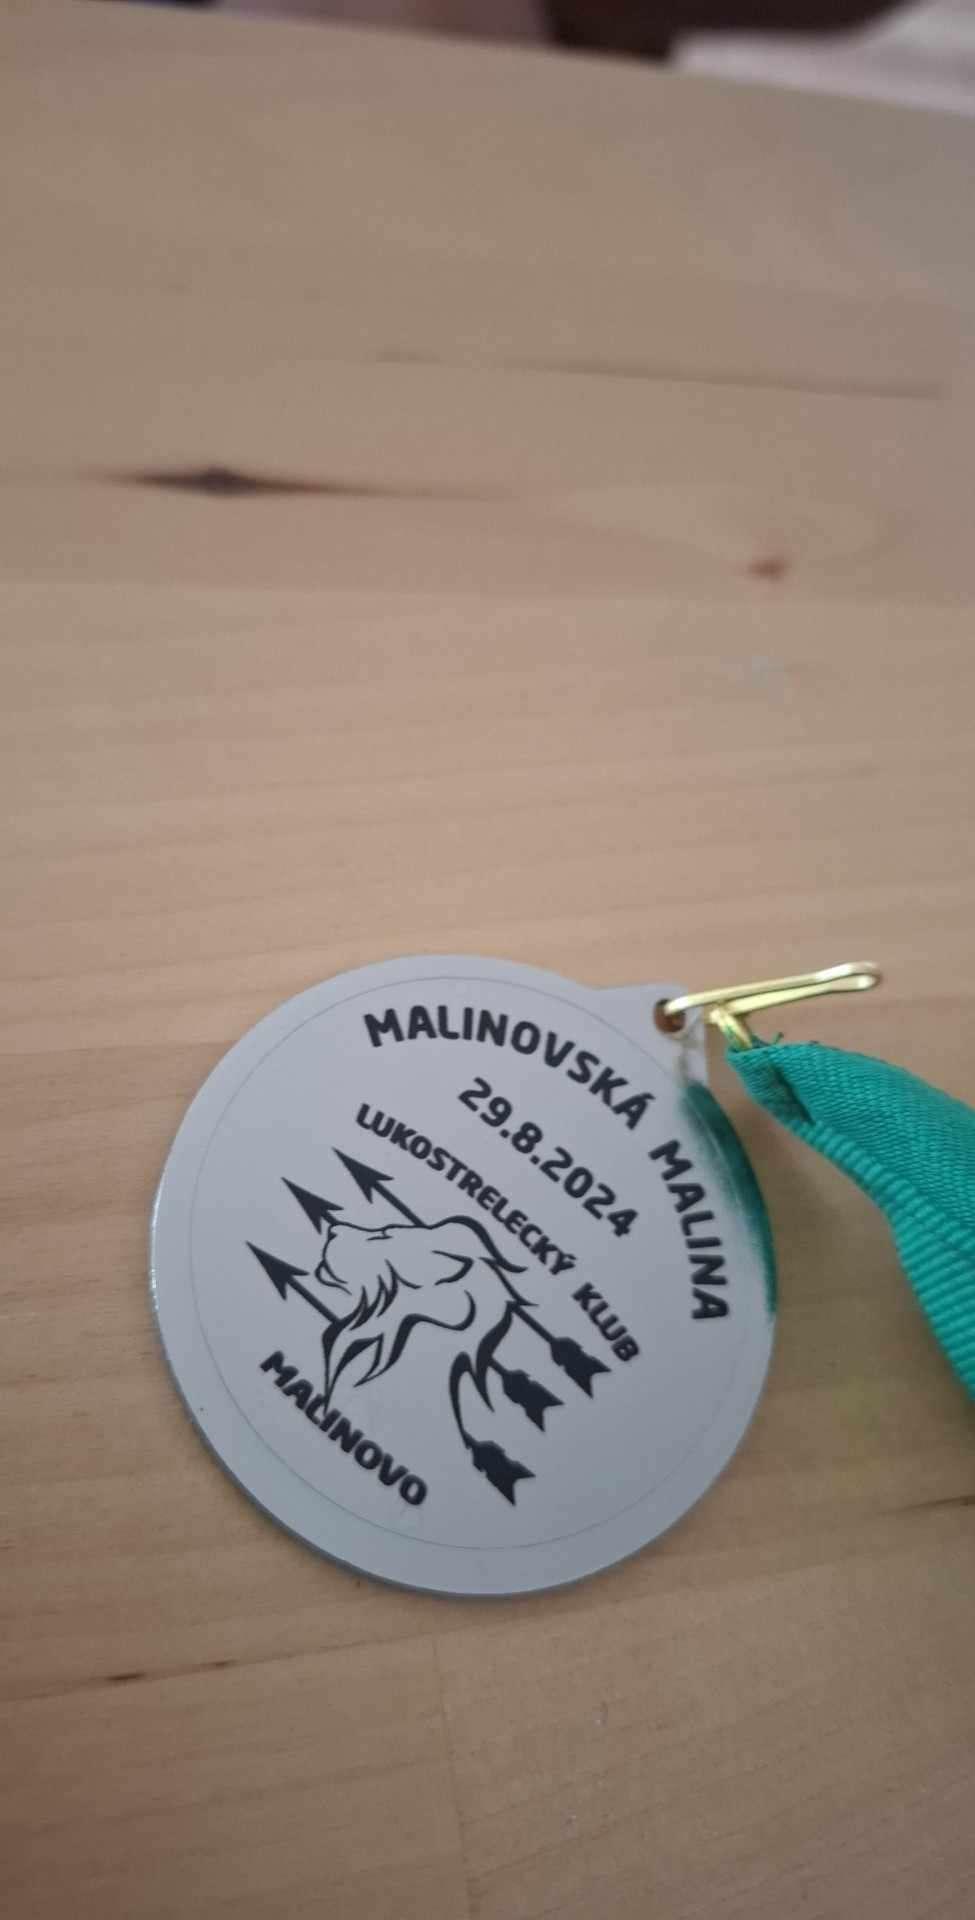 MALINOVSKÁ MALINA
29.8.2024
LUKOSTRELECKÝ KLUB
MALINOVO